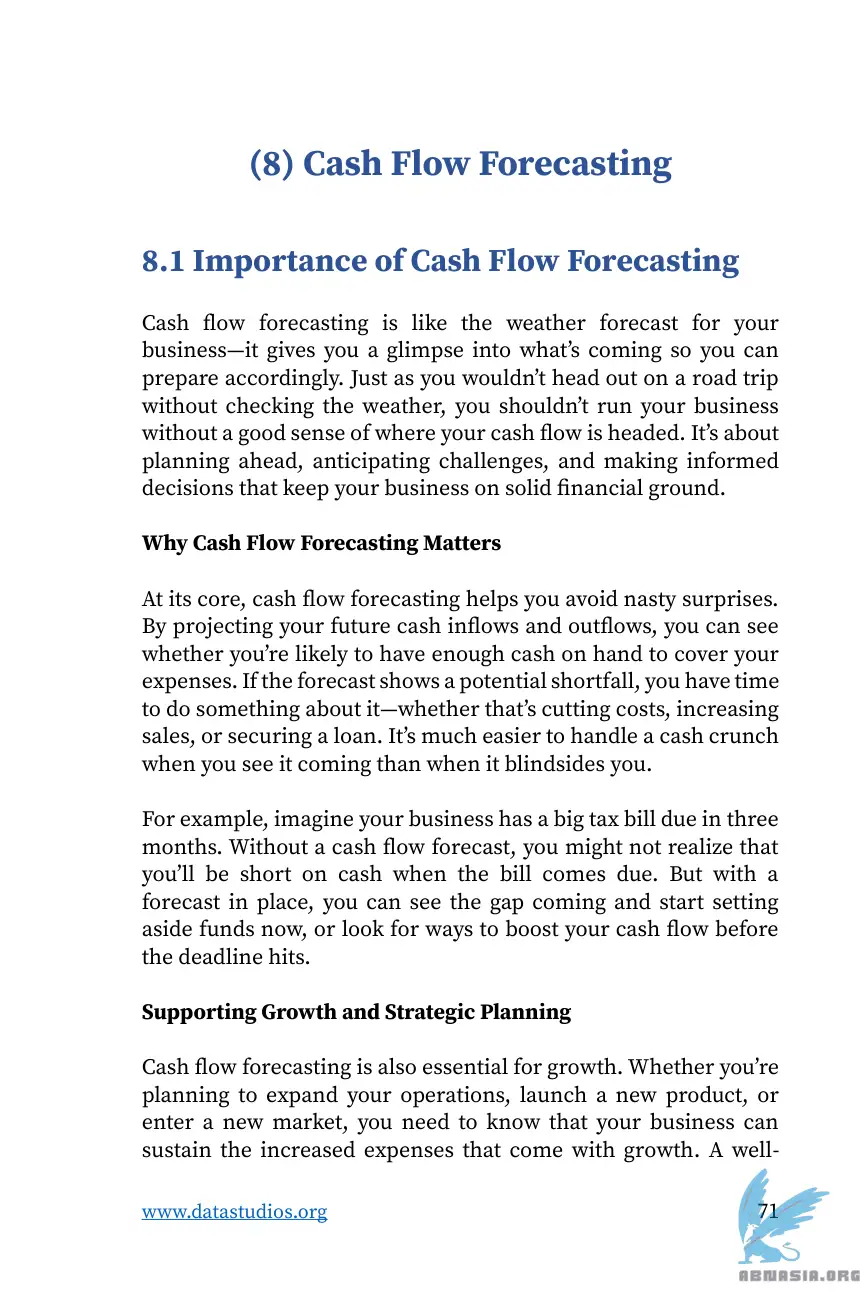 (8) Cash Flow Forecasting
8.1 Importance of Cash Flow Forecasting
Cash flow forecasting is like the weather forecast for your
business—it gives you a glimpse into what’s coming so you can
prepare accordingly. Just as you wouldn’t head out on a road trip
without checking the weather, you shouldn’t run your business
without a good sense of where your cash flow is headed. It’s about
planning ahead, anticipating challenges, and making informed
decisions that keep your business on solid financial ground.
Why Cash Flow Forecasting Matters
At its core, cash flow forecasting helps you avoid nasty surprises.
By projecting your future cash inflows and outflows, you can see
whether you’re likely to have enough cash on hand to cover your
expenses. If the forecast shows a potential shortfall, you have time
to do something about it—whether that’s cutting costs, increasing
sales, or securing a loan. It’s much easier to handle a cash crunch
when you see it coming than when it blindsides you.
For example, imagine your business has a big tax bill due in three
months. Without a cash flow forecast, you might not realize that
you’ll be short on cash when the bill comes due. But with a
forecast in place, you can see the gap coming and start setting
aside funds now, or look for ways to boost your cash flow before
the deadline hits.
Supporting Growth and Strategic Planning
Cash flow forecasting is also essential for growth. Whether you’re
planning to expand your operations, launch a new product, or
enter a new market, you need to know that your business can
sustain the increased expenses that come with growth. A well-
www.datastudios.org 71
ABNASIA.ORG